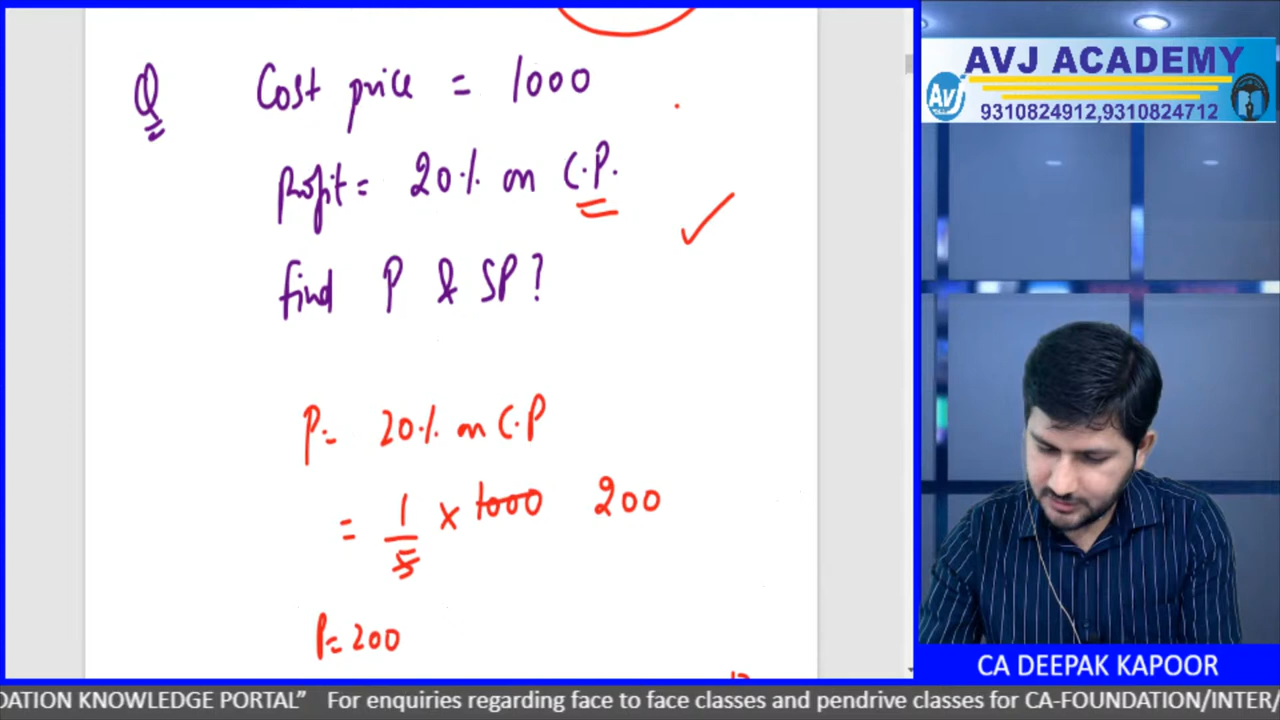 Q Cost price = 1000
Profit = 20% on C.P.
find P & SP?
P = 20% on C.P
= 1/5 × 1000 200
P = 200
AVJ ACADEMY
AVJ
9310824912,9310824712
CA DEEPAK KAPOOR
DATION KNOWLEDGE PORTAL" For enquiries regarding face to face classes and pendrive classes for CA-FOUNDATION/INTER/